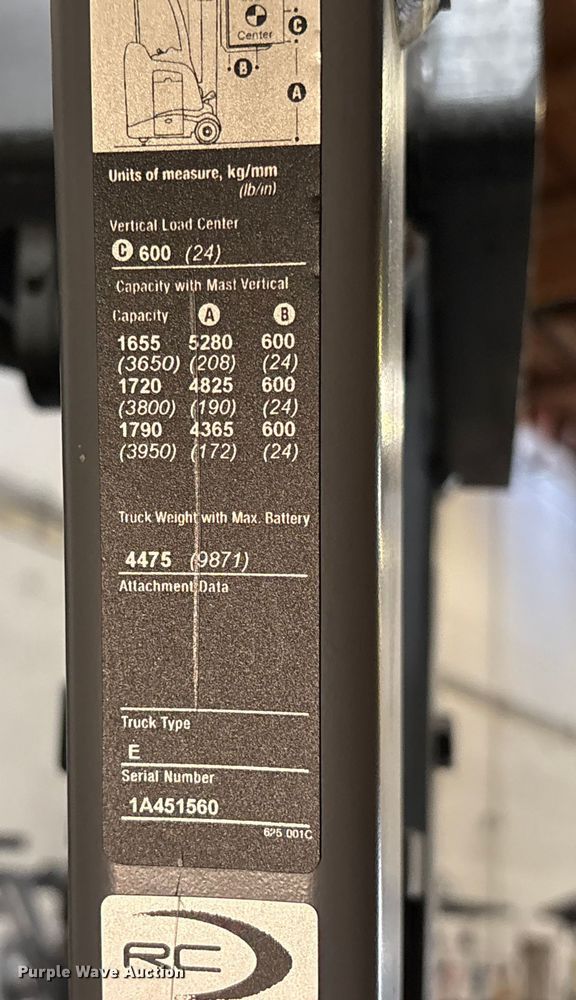 C
Center
B
A
Units of measure, kg/mm
(lb/in)
Vertical Load Center
C 600 (24)
Capacity with Mast Vertical
Capacity A B
1655 5280 600
(3650) (208) (24)
1720 4825 600
(3800) (190) (24)
1790 4365 600
(3950) (172) (24)
Truck Weight with Max. Battery
4475 (9871)
Attachment Data
Truck Type
E
Serial Number
1A451560
625 001C
RC
Purple Wave Auction